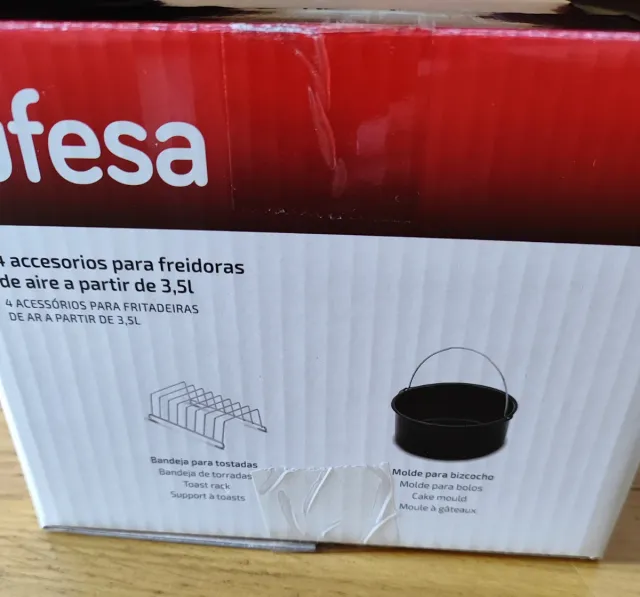 ufesa
4 accesorios para freidoras
de aire a partir de 3,5l
4 ACESSÓRIOS PARA FRITADEIRAS
DE AR A PARTIR DE 3,5L
Bandeja para tostadas
Bandeja de torradas
Toast rack
Support à toasts
Molde para bizcocho
Molde para bolos
Cake mould
Moule à gâteaux